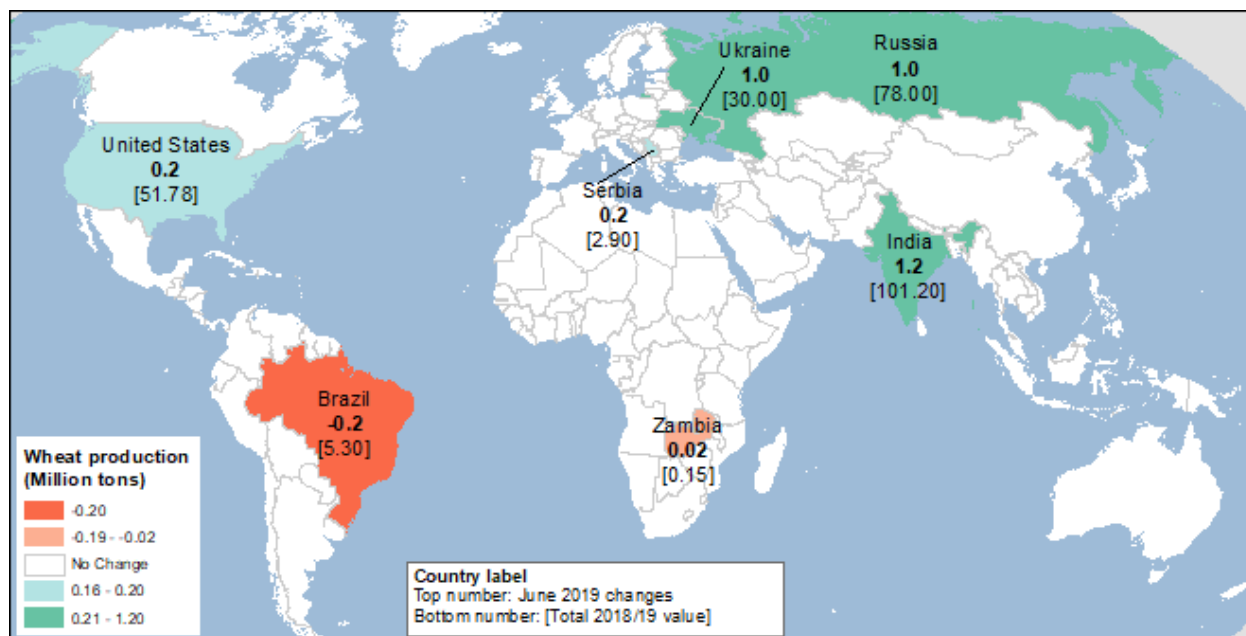 Ukraine
1.0
[30.00]
Russia
1.0
[78.00]
United States
0.2
[51.78]
Serbia
0.2
[2.90]
India
1.2
[101.20]
Brazil
-0.2
[5.30]
Zambia
0.02
[0.15]
Wheat production
(Million tons)
-0.20
-0.19 - -0.02
No Change
0.16 - 0.20
0.21 - 1.20
Country label
Top number: June 2019 changes
Bottom number: [Total 2018/19 value]